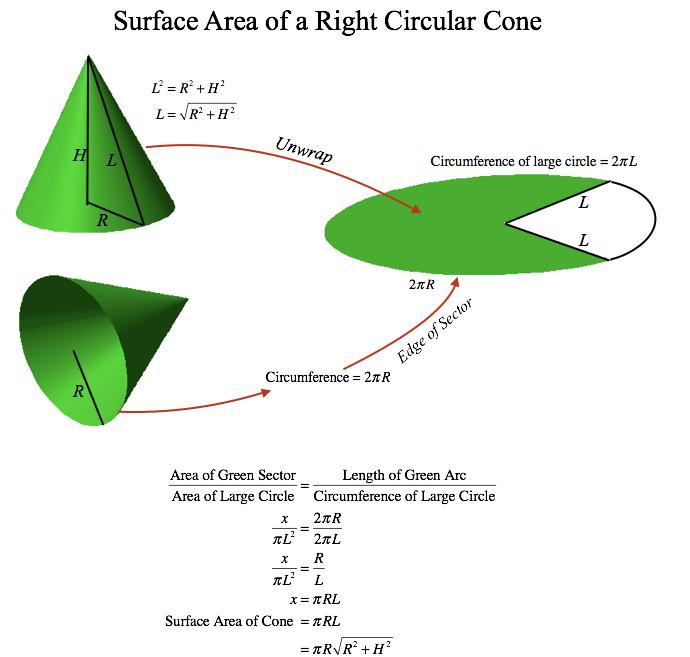 Surface Area of a Right Circular Cone
L² = R² + H²
L = √(R² + H²)
Unwrap
Circumference of large circle = 2πL
H
L
R
L
L
2πR
Edge of Sector
Circumference = 2πR
R
Area of Green Sector / Area of Large Circle = Length of Green Arc / Circumference of Large Circle
x / πL² = 2πR / 2πL
x / πL² = R / L
x = πRL
Surface Area of Cone = πRL
= πR√(R² + H²)